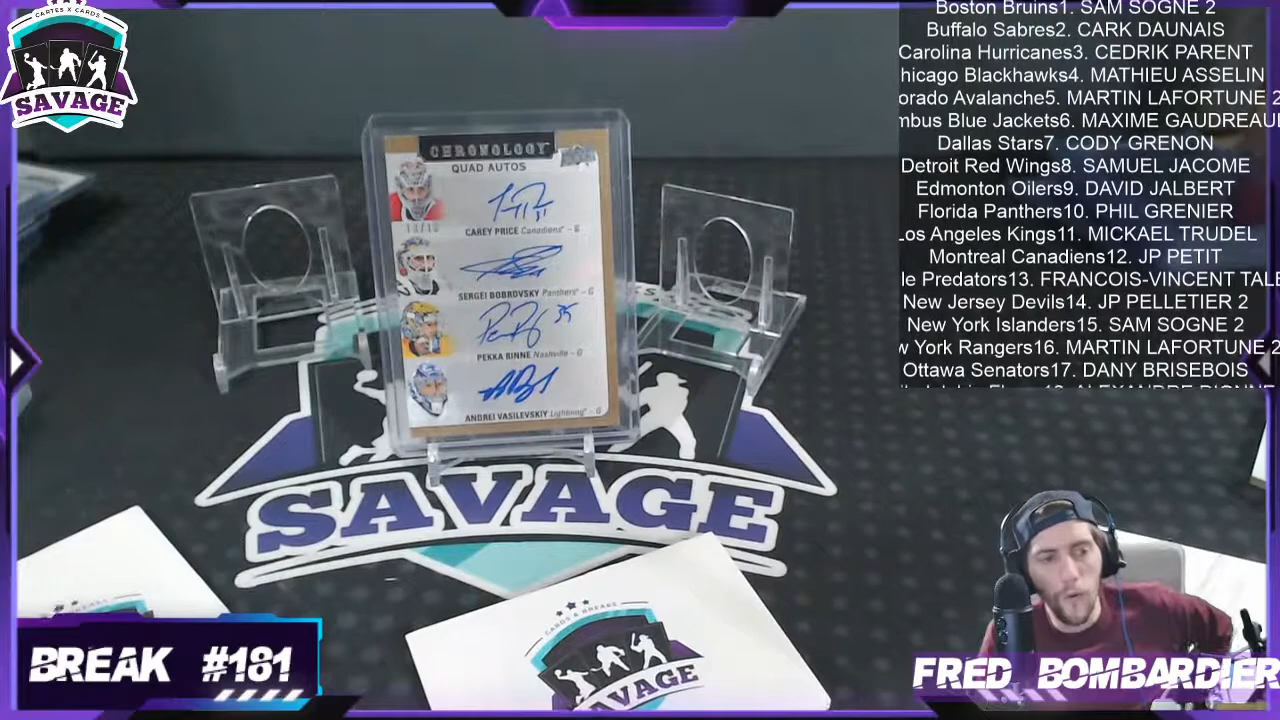 CARTES X CARDS
SAVAGE
Boston Bruins1. SAM SOGNE 2
Buffalo Sabres2. CARK DAUNAIS
Carolina Hurricanes3. CEDRIK PARENT
hicago Blackhawks4. MATHIEU ASSELIN
orado Avalanche5. MARTIN LAFORTUNE 2
mbus Blue Jackets6. MAXIME GAUDREAU
Dallas Stars7. CODY GRENON
Detroit Red Wings8. SAMUEL JACOME
Edmonton Oilers9. DAVID JALBERT
Florida Panthers10. PHIL GRENIER
Los Angeles Kings11. MICKAEL TRUDEL
Montreal Canadiens12. JP PETIT
le Predators13. FRANCOIS-VINCENT TALE
New Jersey Devils14. JP PELLETIER 2
New York Islanders15. SAM SOGNE 2
w York Rangers16. MARTIN LAFORTUNE 2
Ottawa Senators17. DANY BRISEBOIS
CHRONOLOGY
QUAD AUTOS
CAREY PRICE Canadiens - G
SERGEI BOBROVSKY Panthers - G
35
PEKKA RINNE Nashville - G
ANDREI VASILEVSKIY Lightning - G
SAVAGE
CARDS & BREAKS
SAVAGE
BREAK #181
FRED BOMBARDIER